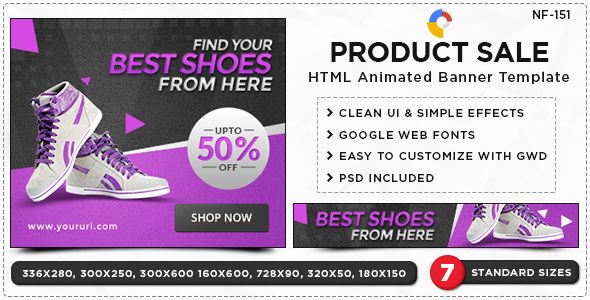 FIND YOUR
BEST SHOES
FROM HERE
UPTO
50%
OFF
www.yoururl.com
SHOP NOW
NF-151
PRODUCT SALE
HTML Animated Banner Template
CLEAN UI & SIMPLE EFFECTS
GOOGLE WEB FONTS
EASY TO CUSTOMIZE WITH GWD
PSD INCLUDED
BEST SHOES
FROM HERE
336X280, 300X250, 300X600 160X600, 728X90, 320X50, 180X150
7 STANDARD SIZES